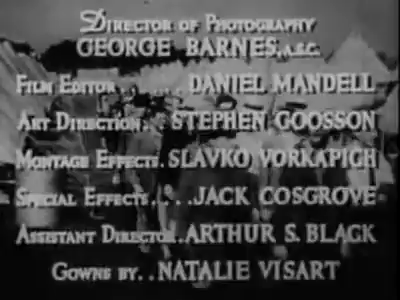 DIRECTOR OF PHOTOGRAPHY
GEORGE BARNES, A.S.C.
FILM EDITOR......DANIEL MANDELL
ART DIRECTION..STEPHEN GOOSSON
MONTAGE EFFECTS.SLAVKO VORKAPICH
SPECIAL EFFECTS....JACK COSGROVE
ASSISTANT DIRECTOR..ARTHUR S. BLACK
GOWNS BY..NATALIE VISART